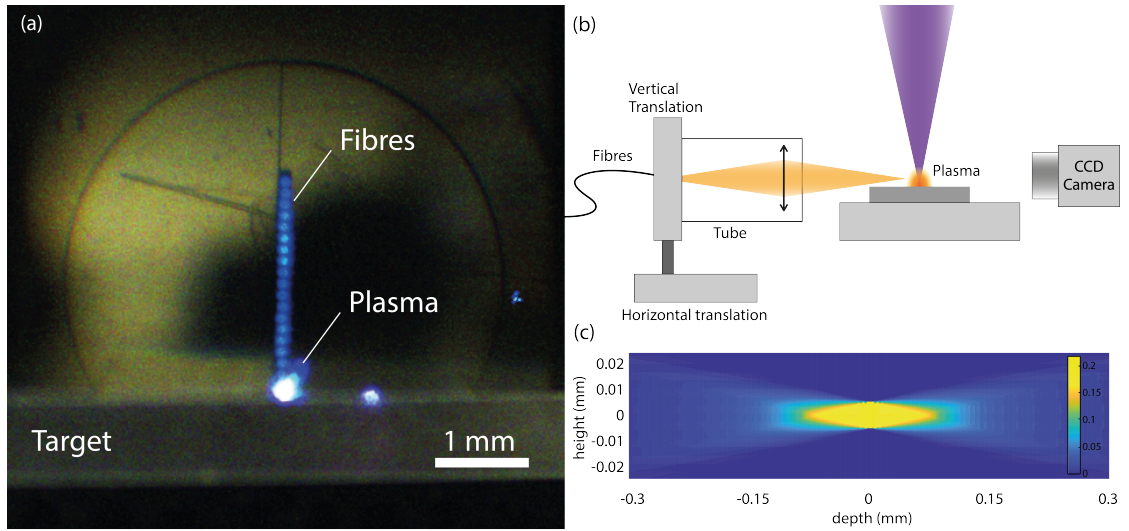 (a)
Fibres
Plasma
Target
1 mm
(b)
Vertical
Translation
Fibres
Tube
Plasma
CCD
Camera
Horizontal translation
(c)
height (mm)
0.02
0.01
0
-0.01
-0.02
0.2
0.15
0.1
0.05
0
-0.3
-0.15
0
0.15
0.3
depth (mm)